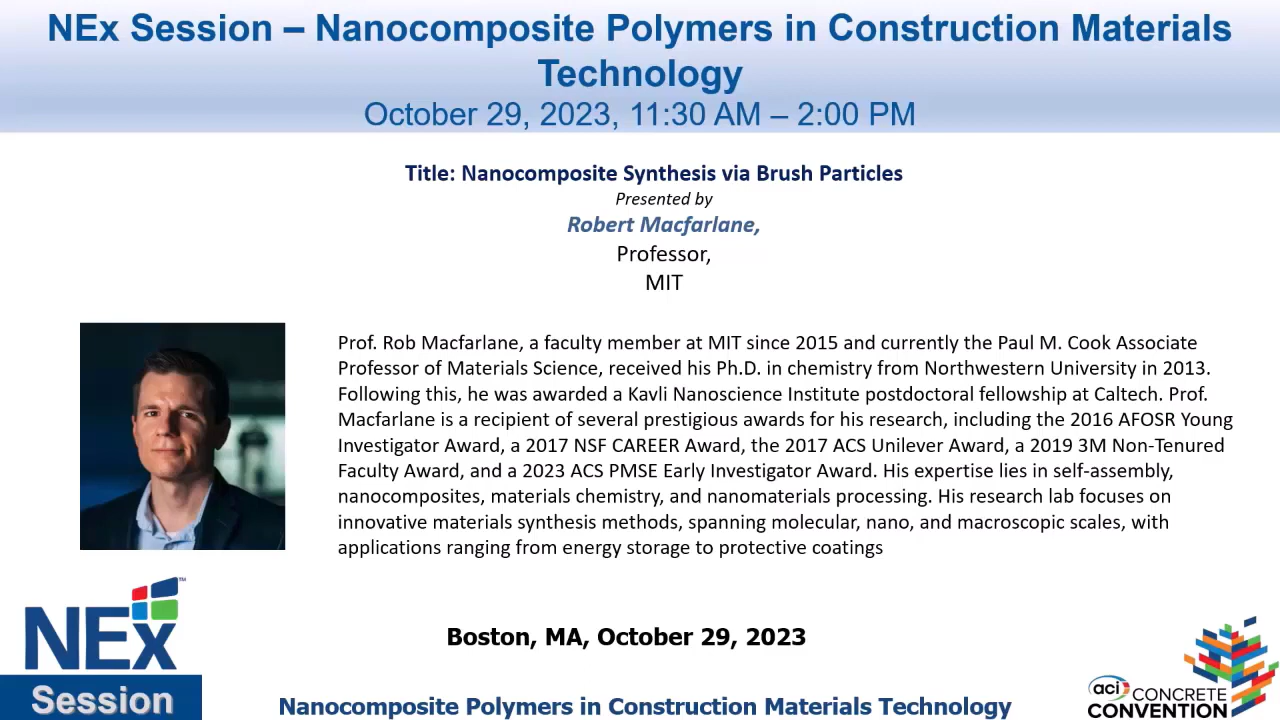 NEx Session – Nanocomposite Polymers in Construction Materials
Technology
October 29, 2023, 11:30 AM – 2:00 PM
Title: Nanocomposite Synthesis via Brush Particles
Presented by
Robert Macfarlane,
Professor,
MIT
Prof. Rob Macfarlane, a faculty member at MIT since 2015 and currently the Paul M. Cook Associate
Professor of Materials Science, received his Ph.D. in chemistry from Northwestern University in 2013.
Following this, he was awarded a Kavli Nanoscience Institute postdoctoral fellowship at Caltech. Prof.
Macfarlane is a recipient of several prestigious awards for his research, including the 2016 AFOSR Young
Investigator Award, a 2017 NSF CAREER Award, the 2017 ACS Unilever Award, a 2019 3M Non-Tenured
Faculty Award, and a 2023 ACS PMSE Early Investigator Award. His expertise lies in self-assembly,
nanocomposites, materials chemistry, and nanomaterials processing. His research lab focuses on
innovative materials synthesis methods, spanning molecular, nano, and macroscopic scales, with
applications ranging from energy storage to protective coatings
NEx™
Session
Boston, MA, October 29, 2023
Nanocomposite Polymers in Construction Materials Technology
aci CONCRETE
CONVENTION